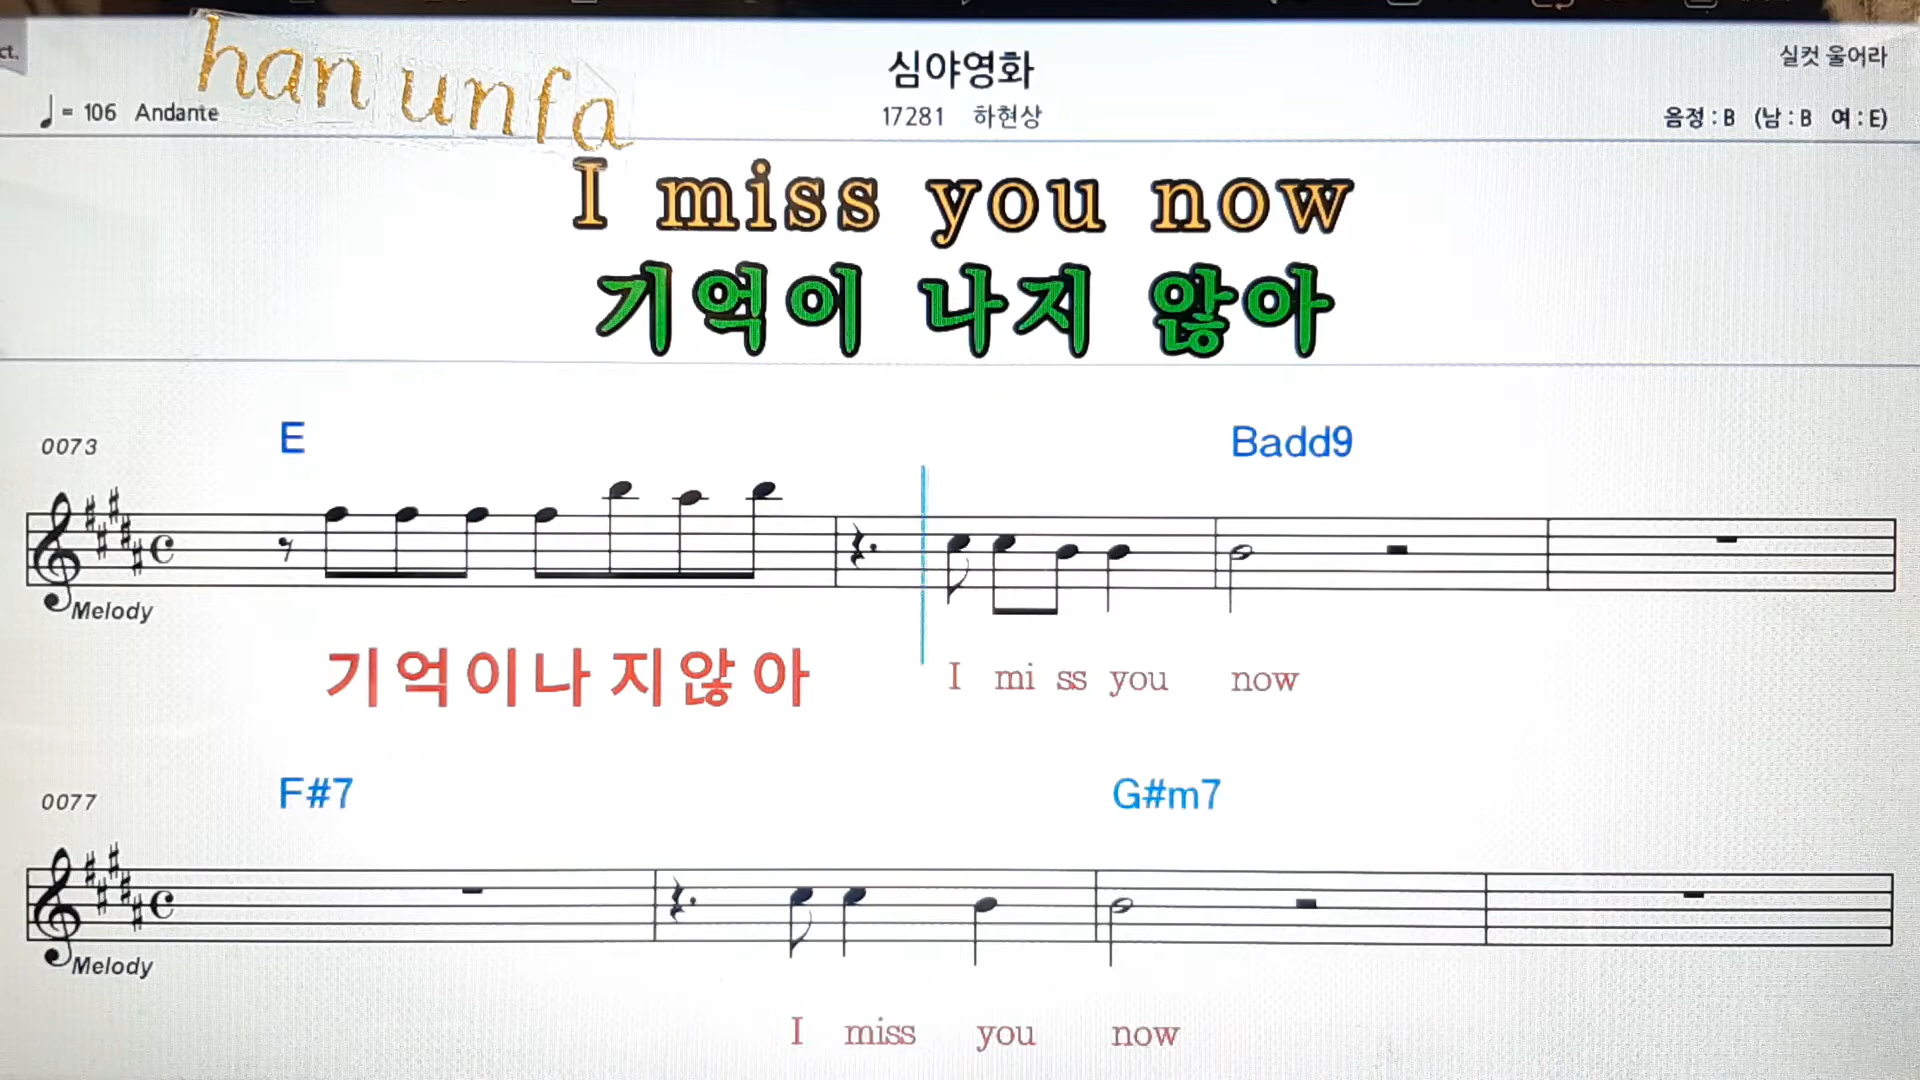 ct.
han unfa
심야영화
실컷 울어라
♩= 106 Andante
17281 하현상
음정 : B (남 : B 여 : E)
I miss you now
기억이 나지 않아
0073
E
Badd9
Melody
기 억 이 나 지 않 아 I mi ss you now
0077
F#7
G#m7
Melody
I miss you now